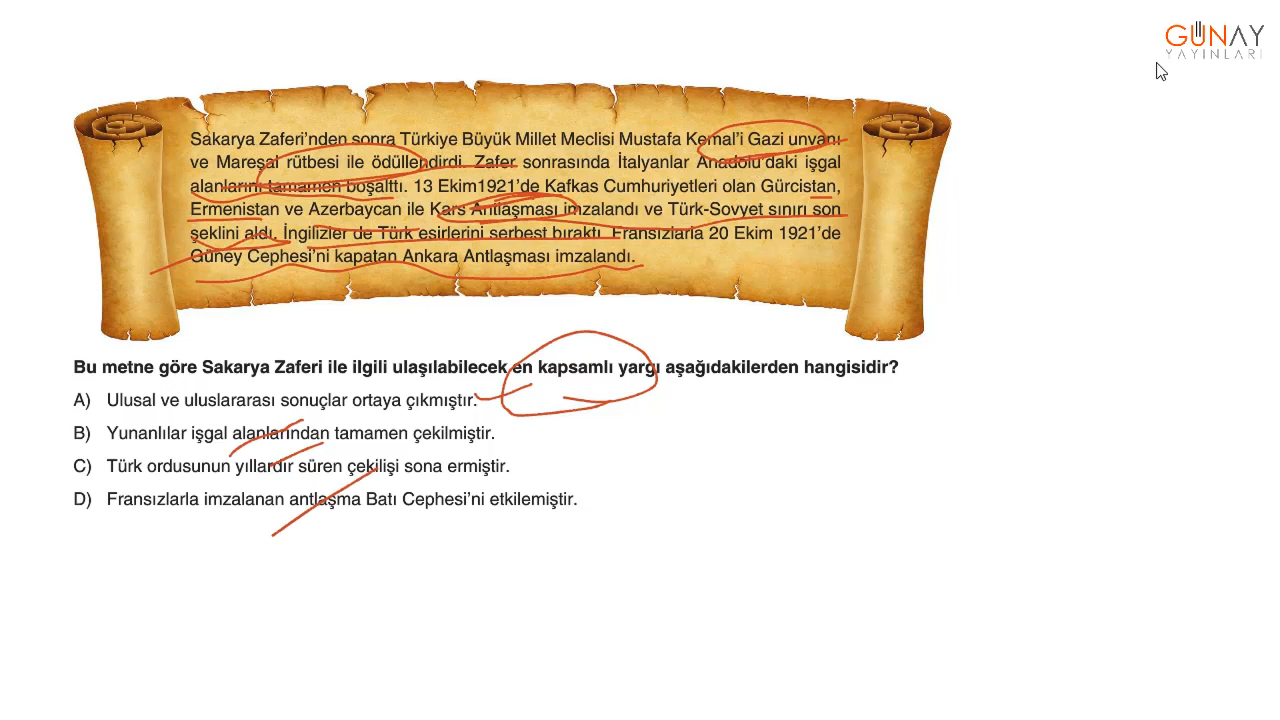 GÜNAY
YAYINLARI
Sakarya Zaferi’nden sonra Türkiye Büyük Millet Meclisi Mustafa Kemal’i Gazi unvanı
ve Mareşal rütbesi ile ödüllendirdi. Zafer sonrasında İtalyanlar Anadolu’daki işgal
alanlarını tamamen boşalttı. 13 Ekim1921’de Kafkas Cumhuriyetleri olan Gürcistan,
Ermenistan ve Azerbaycan ile Kars Antlaşması imzalandı ve Türk-Sovyet sınırı son
şeklini aldı. İngilizler de Türk esirlerini serbest bıraktı. Fransızlarla 20 Ekim 1921’de
Güney Cephesi’ni kapatan Ankara Antlaşması imzalandı.
Bu metne göre Sakarya Zaferi ile ilgili ulaşılabilecek en kapsamlı yargı aşağıdakilerden hangisidir?
A) Ulusal ve uluslararası sonuçlar ortaya çıkmıştır.
B) Yunanlılar işgal alanlarından tamamen çekilmiştir.
C) Türk ordusunun yıllardır süren çekilişi sona ermiştir.
D) Fransızlarla imzalanan antlaşma Batı Cephesi’ni etkilemiştir.